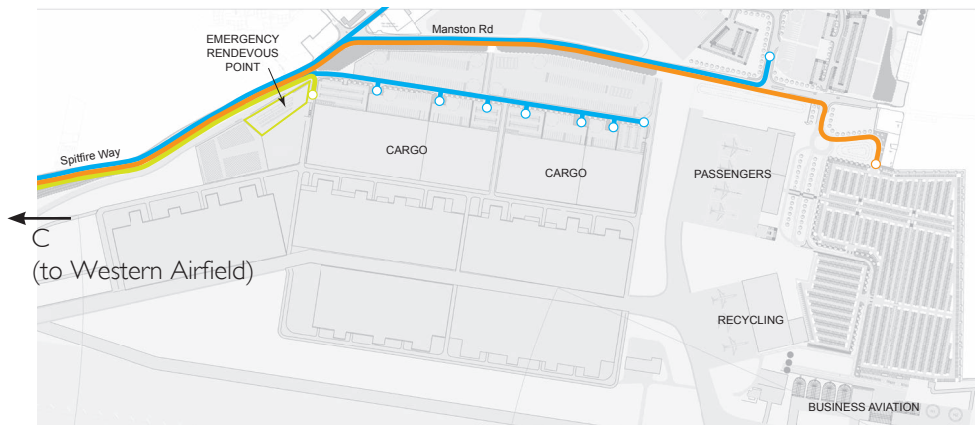 Manston Rd
EMERGENCY
RENDEVOUS
POINT
Spitfire Way
CARGO
CARGO
PASSENGERS
C
(to Western Airfield)
RECYCLING
BUSINESS AVIATION